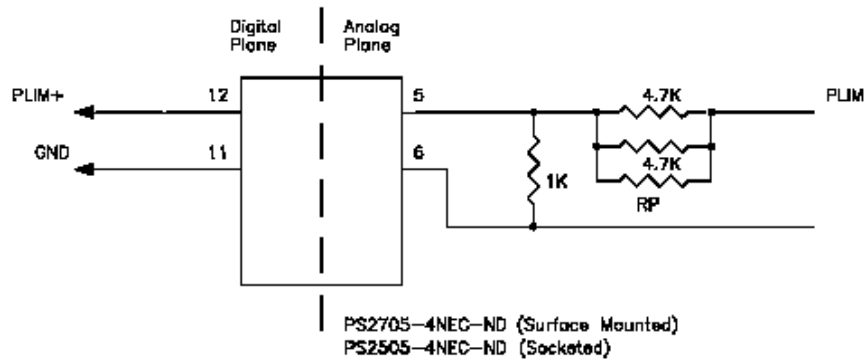 Digital Plane
Analog Plane
PLIM+
12
5
4.7K
PLIM
GND
11
6
1K
4.7K
RP
PS2705-4NEC-ND (Surface Mounted)
PS2505-4NEC-ND (Socketed)